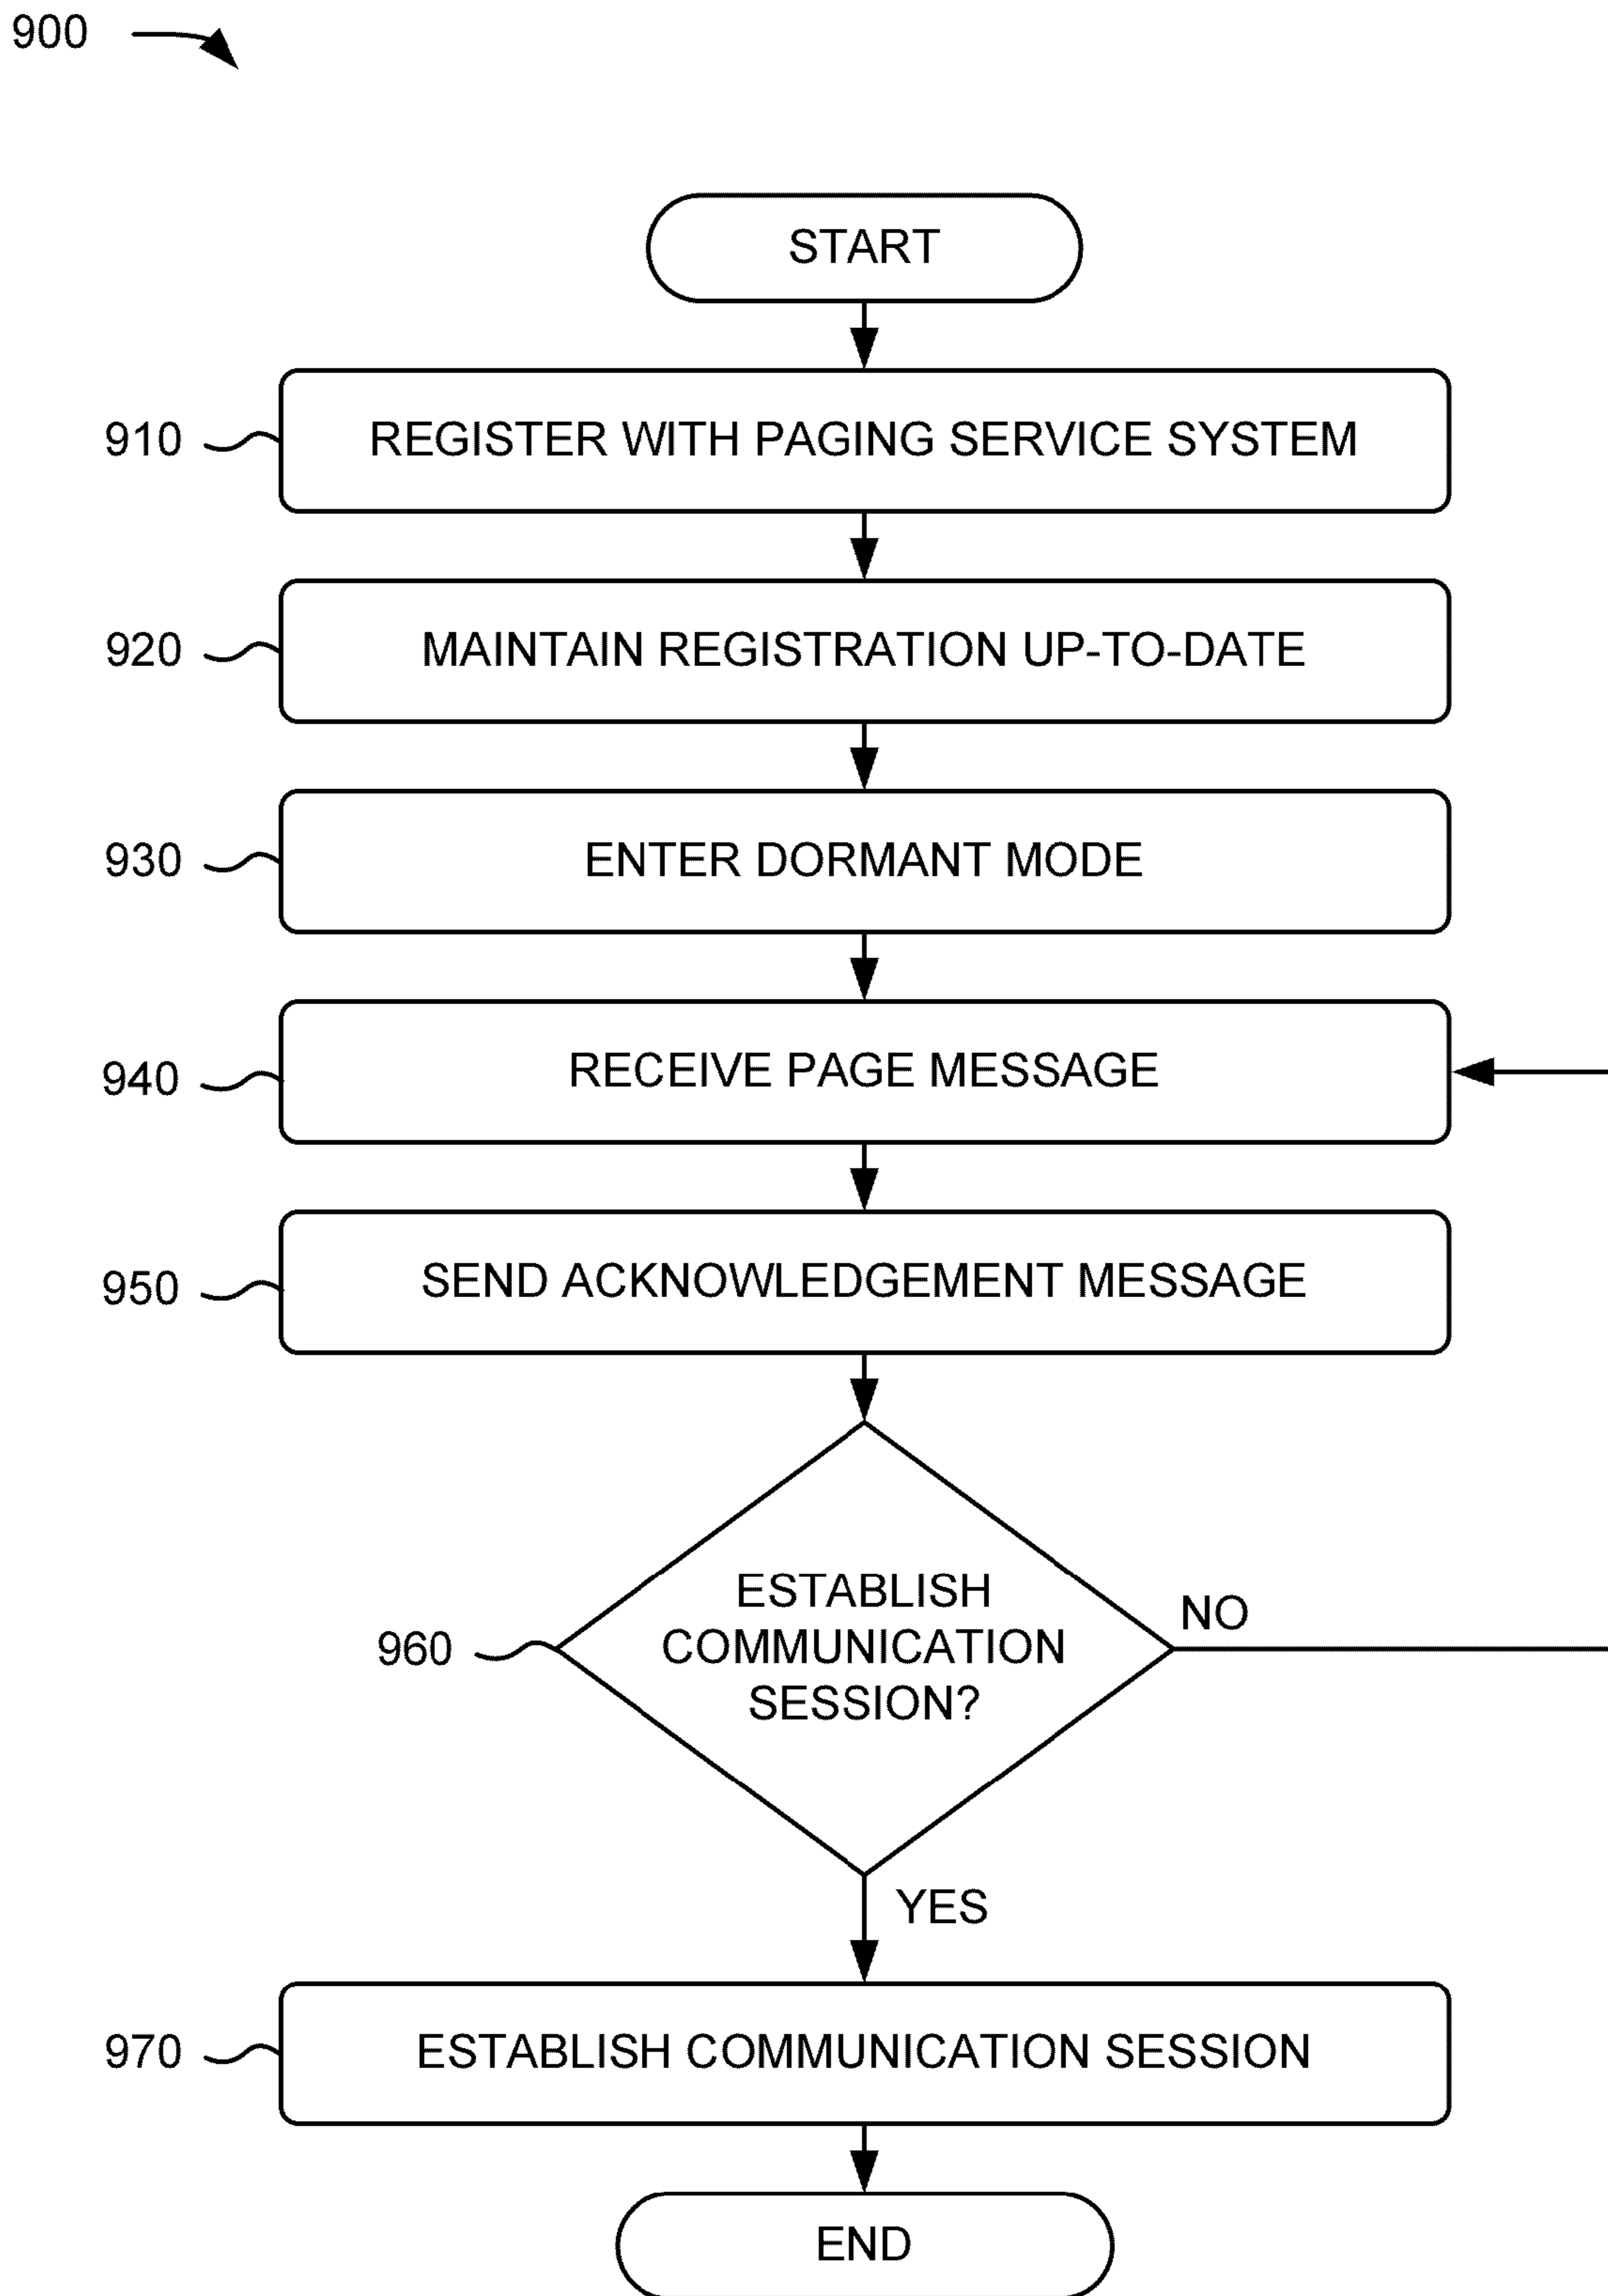 900
START
910
REGISTER WITH PAGING SERVICE SYSTEM
920
MAINTAIN REGISTRATION UP-TO-DATE
930
ENTER DORMANT MODE
940
RECEIVE PAGE MESSAGE
950
SEND ACKNOWLEDGEMENT MESSAGE
960
ESTABLISH
COMMUNICATION
SESSION?
NO
YES
970
ESTABLISH COMMUNICATION SESSION
END